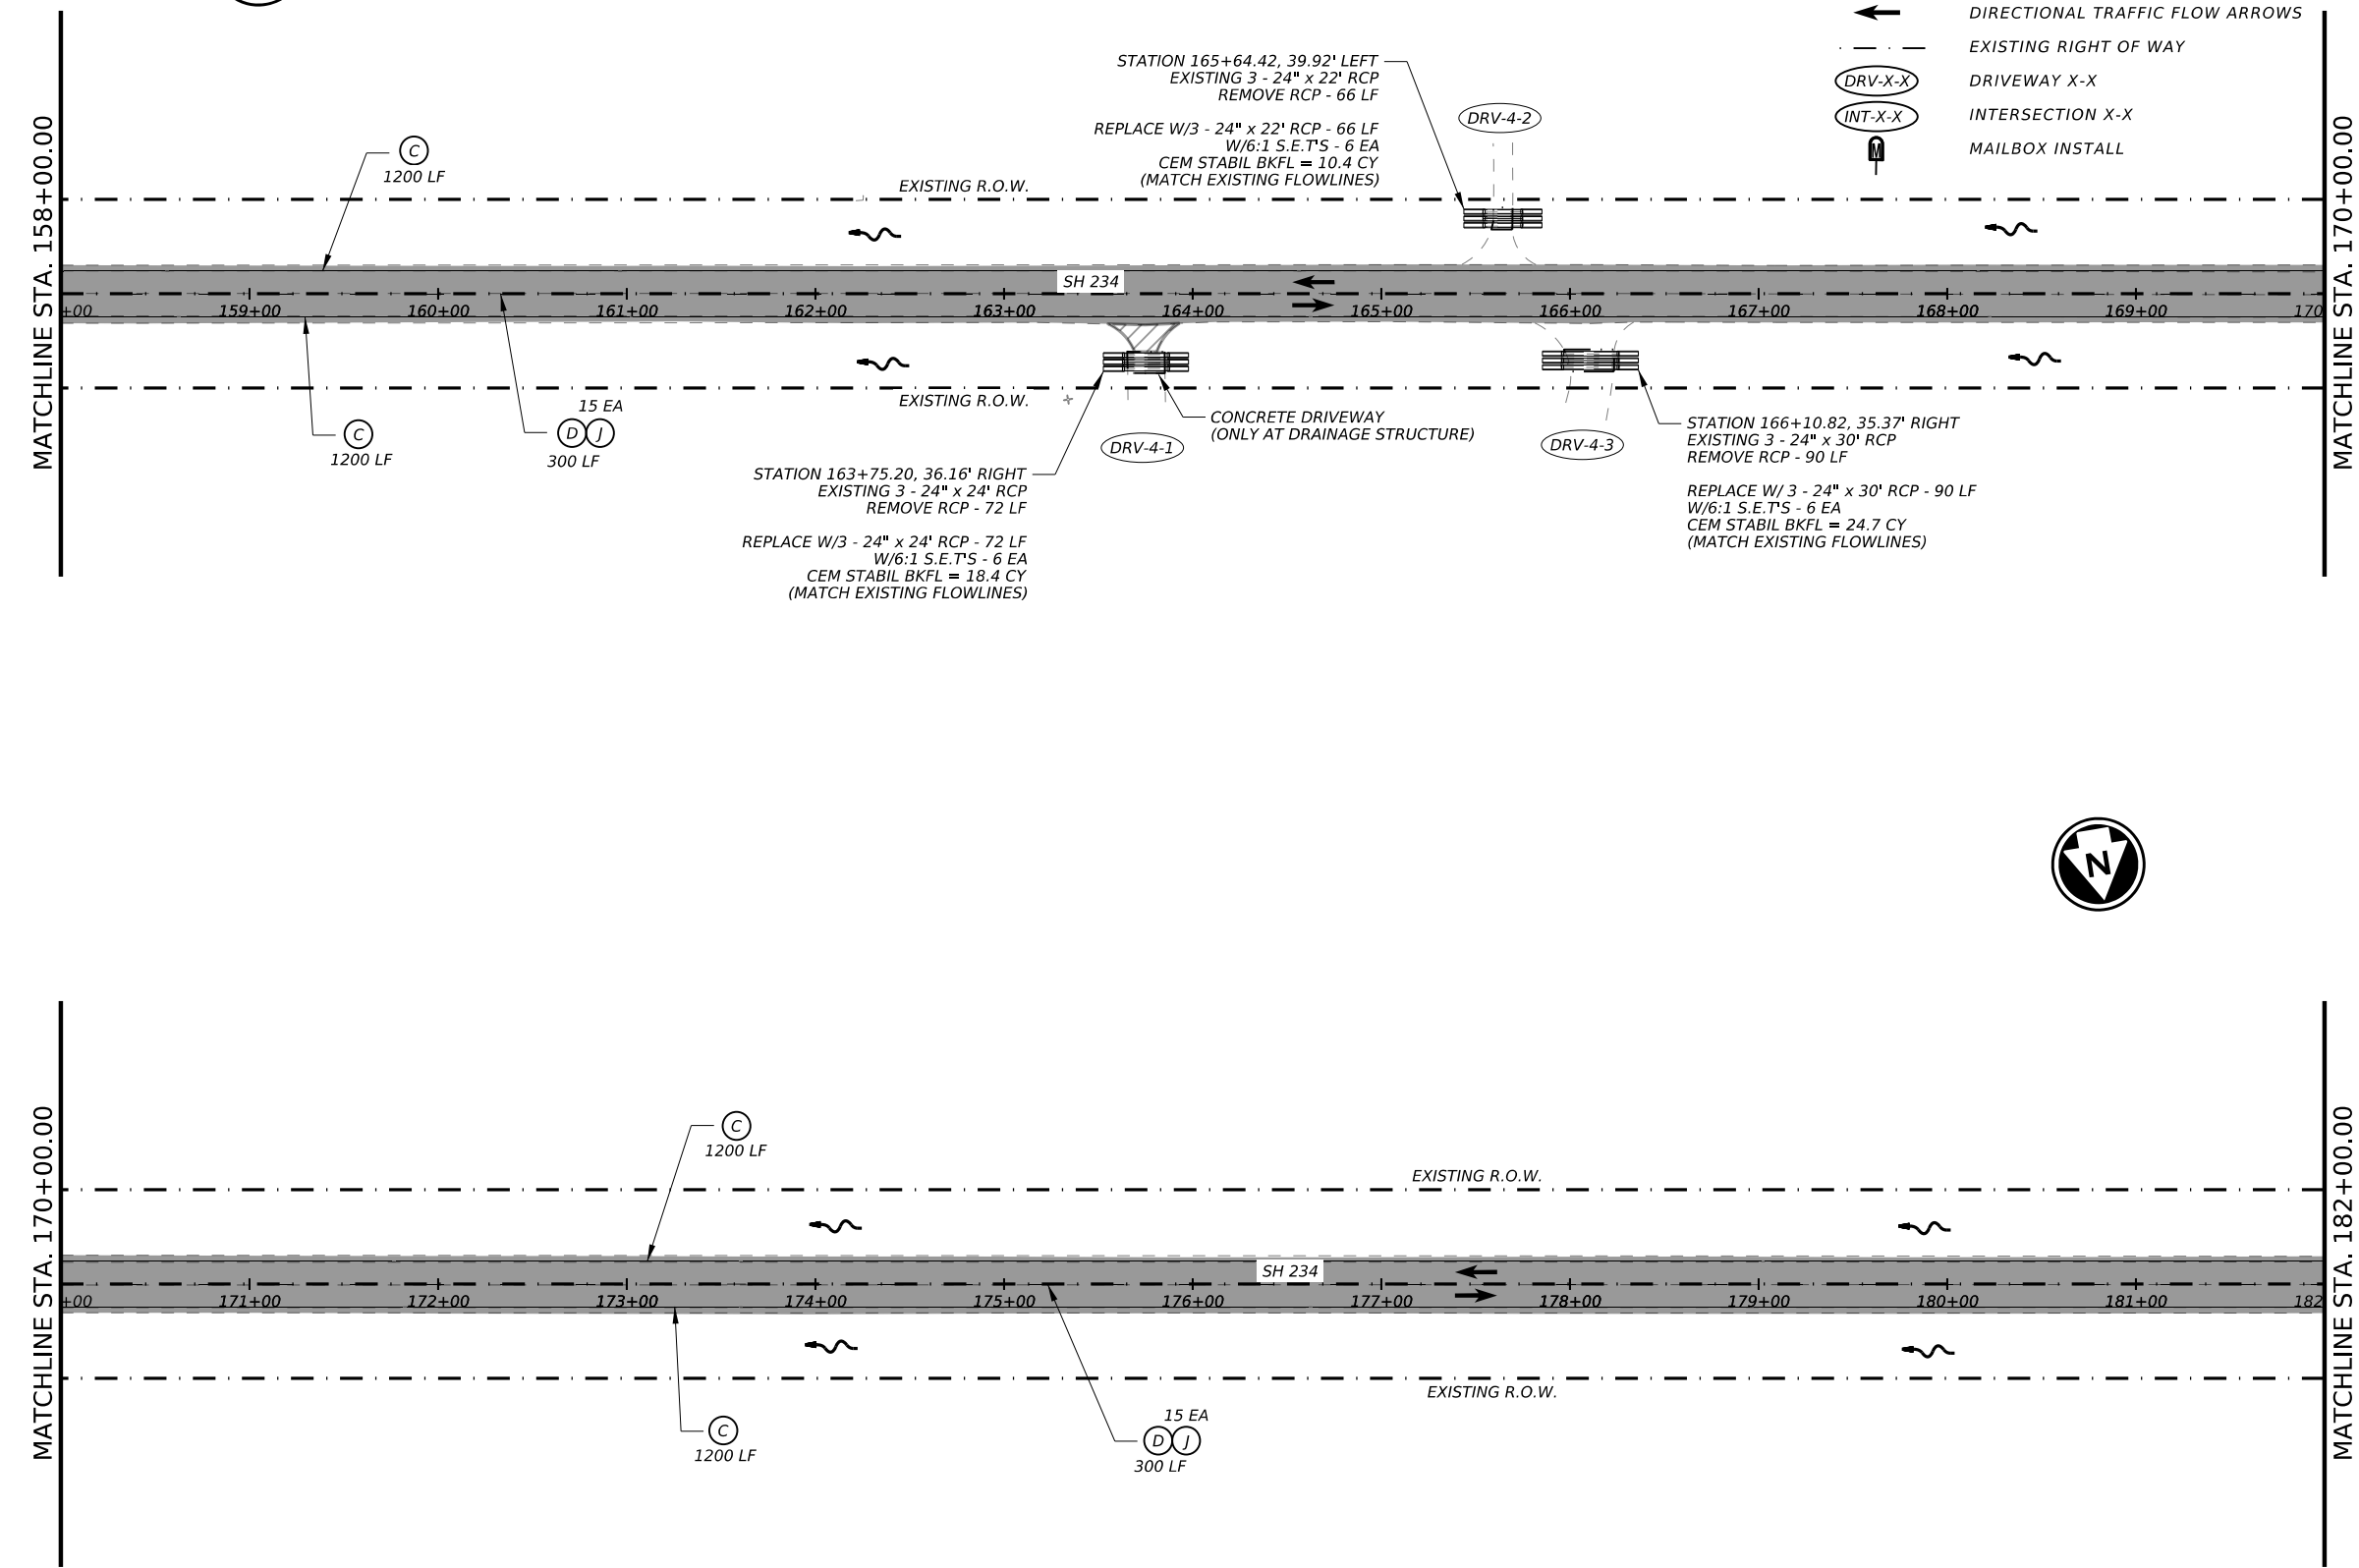 DIRECTIONAL TRAFFIC FLOW ARROWS
EXISTING RIGHT OF WAY
DRV-X-X DRIVEWAY X-X
INT-X-X INTERSECTION X-X
M MAILBOX INSTALL
MATCHLINE STA. 158+00.00
MATCHLINE STA. 170+00.00
STATION 165+64.42, 39.92' LEFT
EXISTING 3 - 24" x 22' RCP
REMOVE RCP - 66 LF
REPLACE W/3 - 24" x 22' RCP - 66 LF
W/6:1 S.E.T'S - 6 EA
CEM STABIL BKFL = 10.4 CY
(MATCH EXISTING FLOWLINES)
DRV-4-2
C
1200 LF
EXISTING R.O.W.
SH 234
+00 159+00 160+00 161+00 162+00 163+00 164+00 165+00 166+00 167+00 168+00 169+00 170
EXISTING R.O.W.
C
1200 LF
15 EA
D J
300 LF
CONCRETE DRIVEWAY
(ONLY AT DRAINAGE STRUCTURE)
DRV-4-1
DRV-4-3
STATION 163+75.20, 36.16' RIGHT
EXISTING 3 - 24" x 24' RCP
REMOVE RCP - 72 LF
REPLACE W/3 - 24" x 24' RCP - 72 LF
W/6:1 S.E.T'S - 6 EA
CEM STABIL BKFL = 18.4 CY
(MATCH EXISTING FLOWLINES)
STATION 166+10.82, 35.37' RIGHT
EXISTING 3 - 24" x 30' RCP
REMOVE RCP - 90 LF
REPLACE W/ 3 - 24" x 30' RCP - 90 LF
W/6:1 S.E.T'S - 6 EA
CEM STABIL BKFL = 24.7 CY
(MATCH EXISTING FLOWLINES)
N
MATCHLINE STA. 170+00.00
MATCHLINE STA. 182+00.00
C
1200 LF
EXISTING R.O.W.
SH 234
+00 171+00 172+00 173+00 174+00 175+00 176+00 177+00 178+00 179+00 180+00 181+00 182
EXISTING R.O.W.
C
1200 LF
15 EA
D J
300 LF